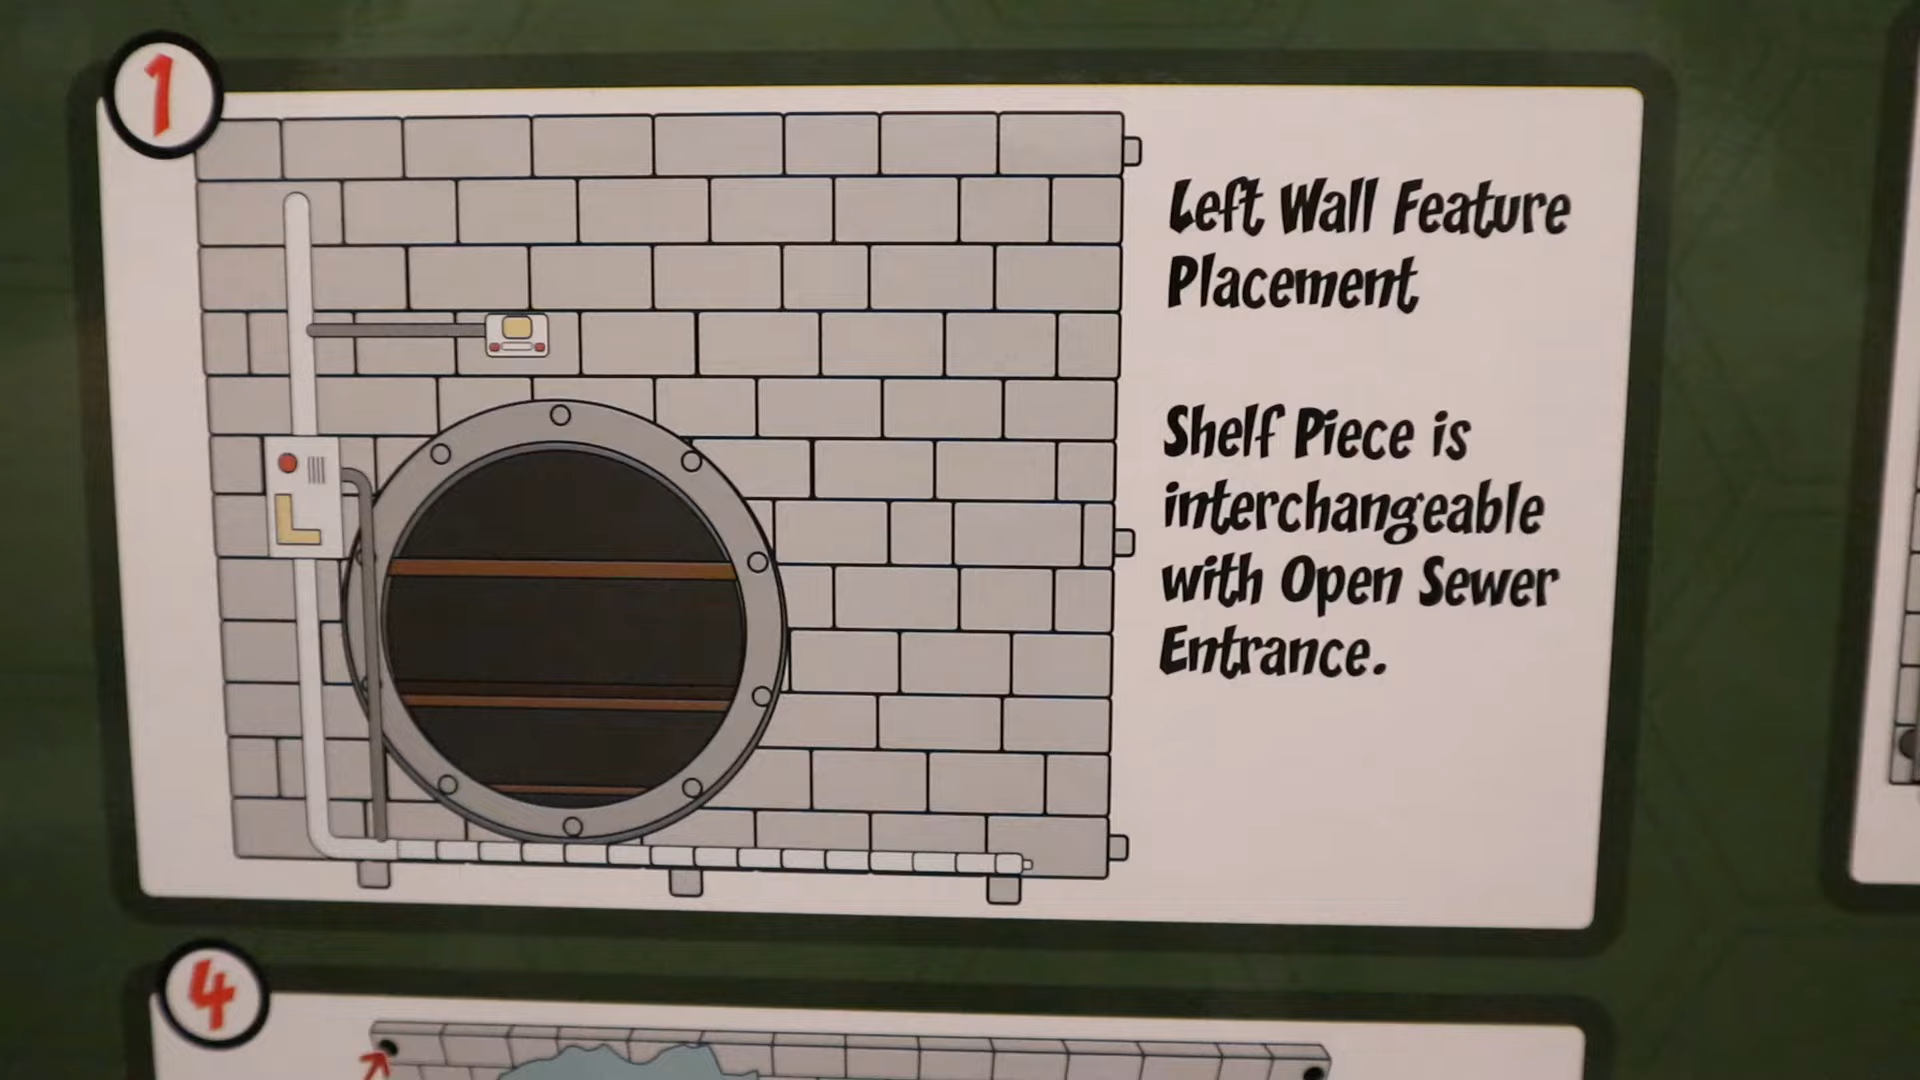 1
Left Wall Feature
Placement
Shelf Piece is
interchangeable
with Open Sewer
Entrance.
4